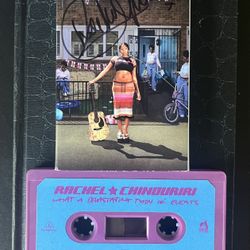 RACHEL★CHINOURIRI
WHAT A DEVASTATING TURN OF EVENTS